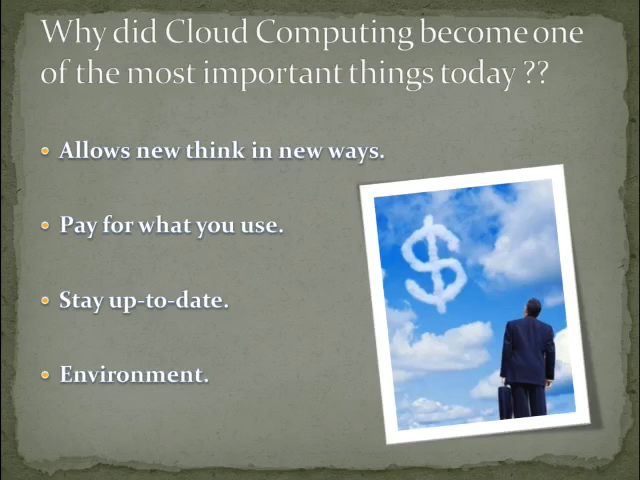 Why did Cloud Computing become one
of the most important things today ??
Allows new think in new ways.
Pay for what you use.
Stay up-to-date.
Environment.